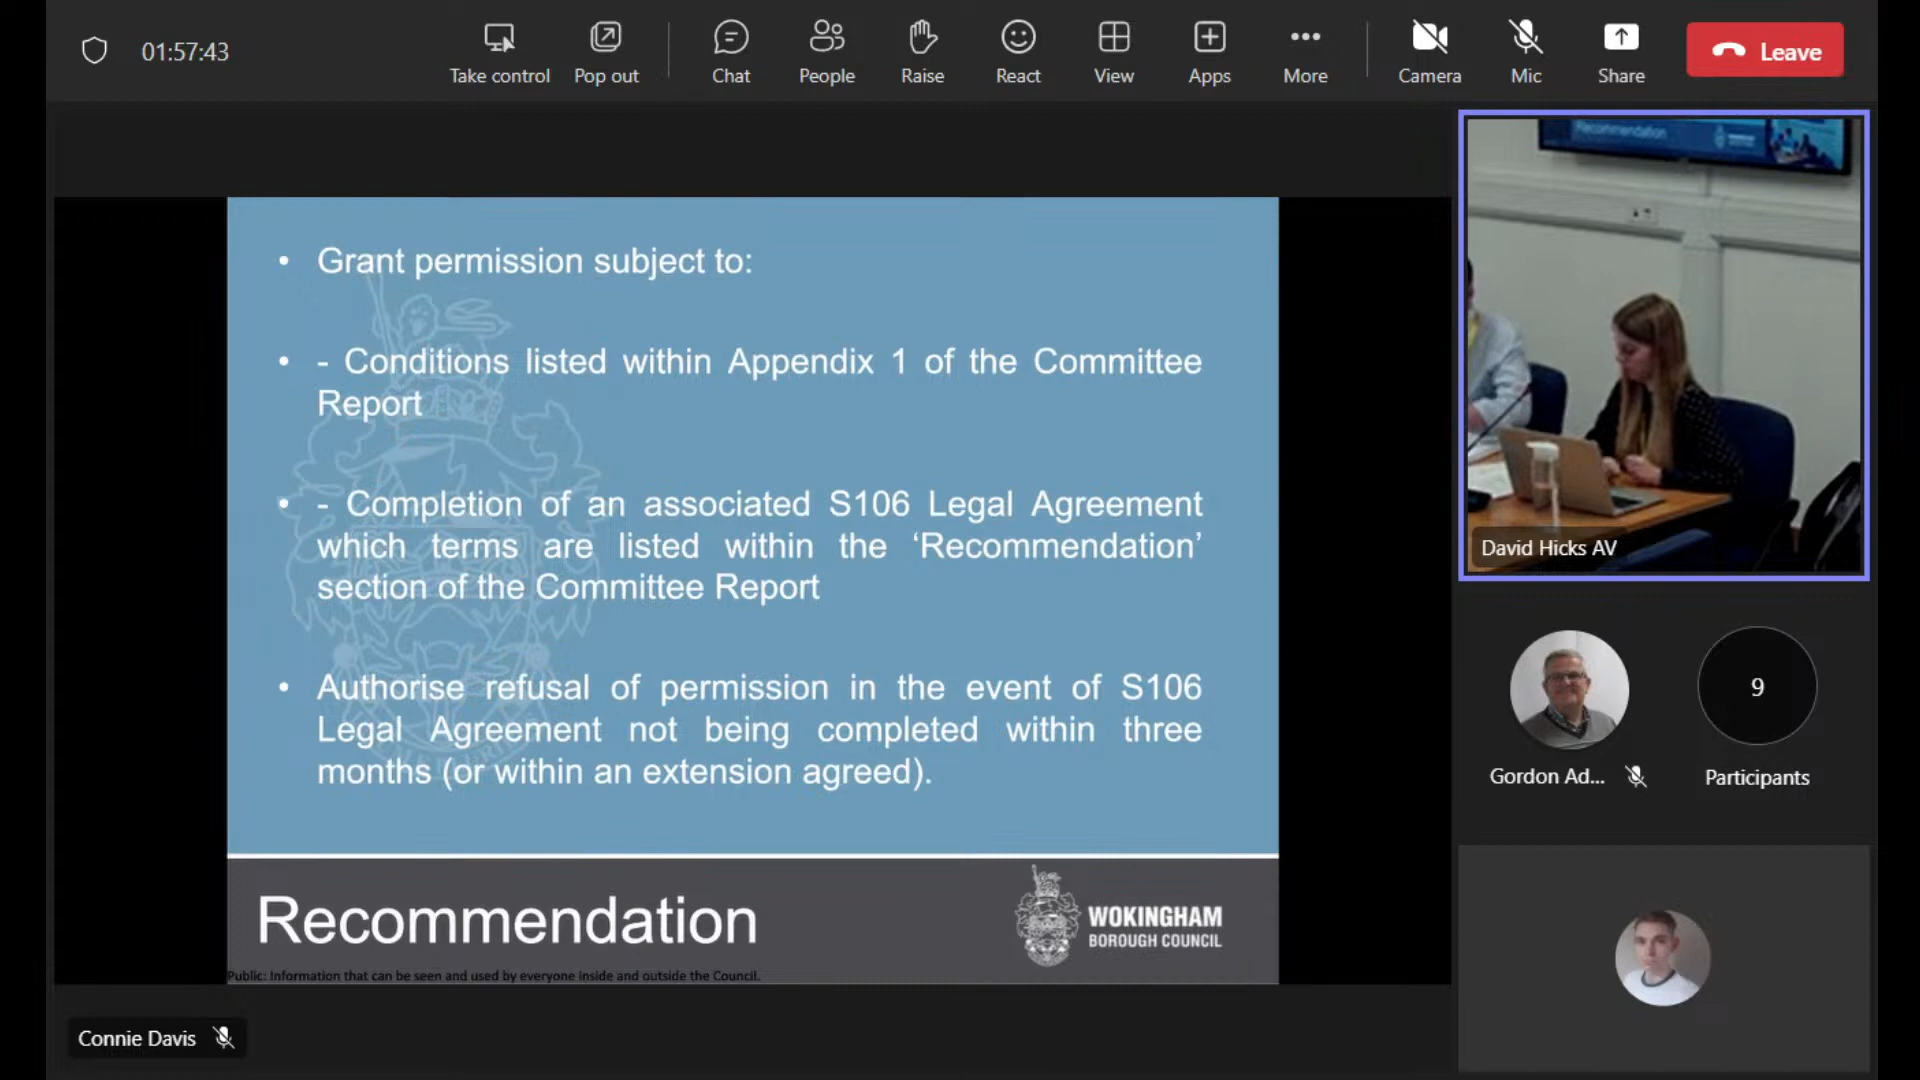 01:57:43
Take control
Pop out
Chat
People
Raise
React
View
Apps
More
Camera
Mic
Share
Leave
• Grant permission subject to:
• - Conditions listed within Appendix 1 of the Committee
Report
• - Completion of an associated S106 Legal Agreement
which terms are listed within the ‘Recommendation’
section of the Committee Report
• Authorise refusal of permission in the event of S106
Legal Agreement not being completed within three
months (or within an extension agreed).
Recommendation
WOKINGHAM
BOROUGH COUNCIL
Public: Information that can be seen and used by everyone inside and outside the Council.
Connie Davis
Recommendation
David Hicks AV
Gordon Ad...
9
Participants